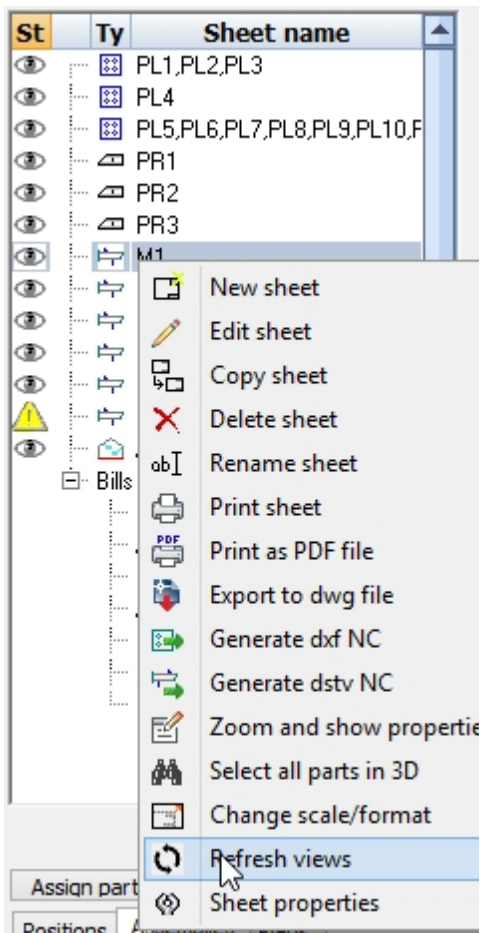 St Ty Sheet name
PL1,PL2,PL3
PL4
PL5,PL6,PL7,PL8,PL9,PL10,F
PR1
PR2
PR3
M1
New sheet
Edit sheet
Copy sheet
Delete sheet
Rename sheet
Bills
Print sheet
PDF
Print as PDF file
Export to dwg file
Generate dxf NC
Generate dstv NC
Zoom and show propertie
Select all parts in 3D
Change scale/format
Refresh views
Assign part
Sheet properties
Positions